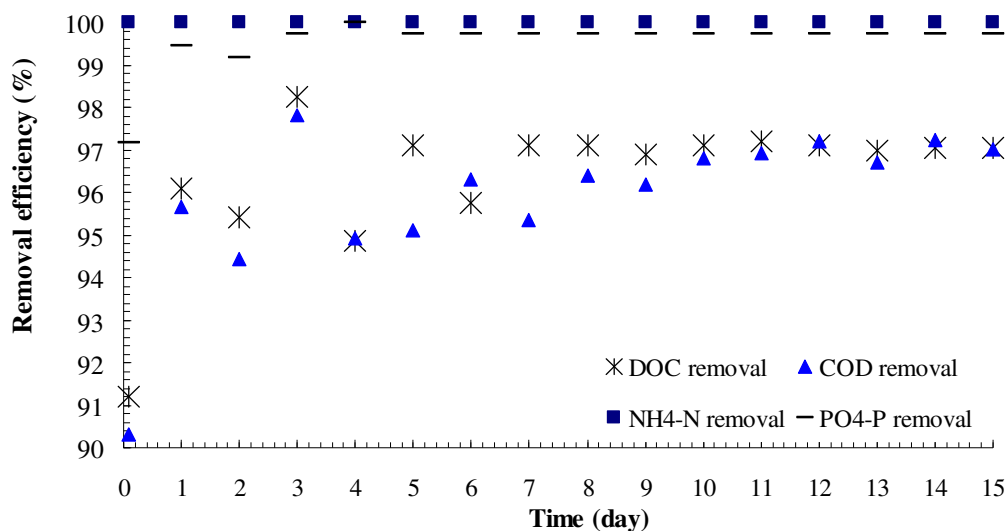 Removal efficiency (%)
100
99
98
97
96
95
94
93
92
91
90
DOC removal
COD removal
NH4-N removal
PO4-P removal
0 1 2 3 4 5 6 7 8 9 10 11 12 13 14 15
Time (day)